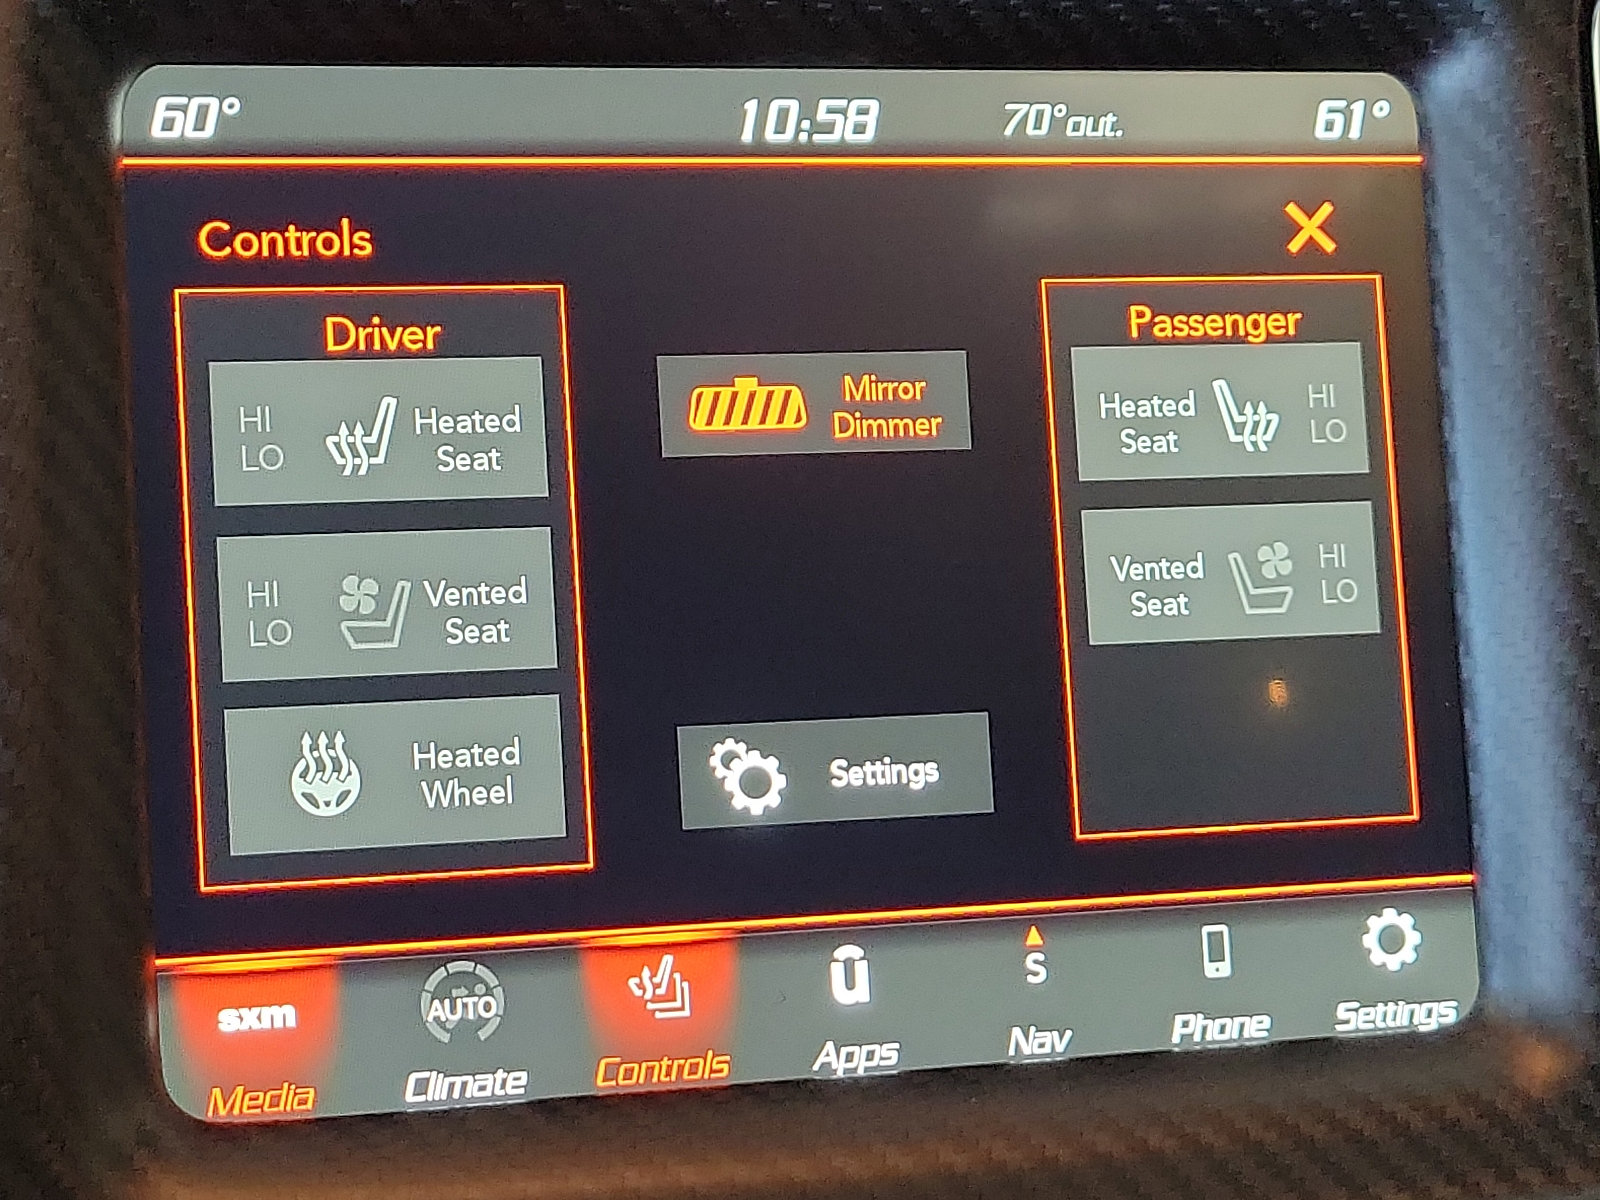 60° 10:58 70°out. 61°
Controls
Driver
HI
LO
Heated
Seat
HI
LO
Vented
Seat
Heated
Wheel
Mirror
Dimmer
Settings
Passenger
Heated
Seat
HI
LO
Vented
Seat
HI
LO
sxm
Media
AUTO
Climate
Controls
u
Apps
S
Nav
Phone
Settings